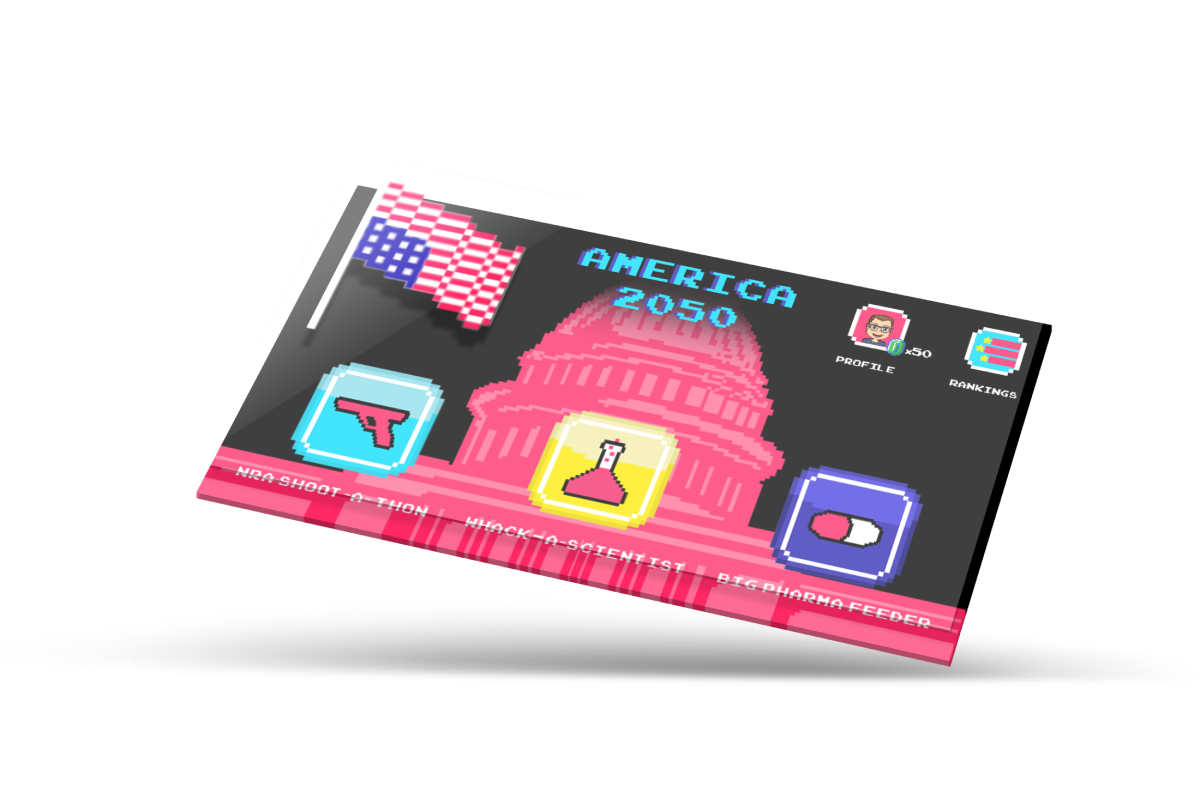 AMERICA
2050
x50
PROFILE
RANKINGS
NRA SHOOT-A-THON
WHACK-A-SCIENTIST
BIG PHARMA FEEDER